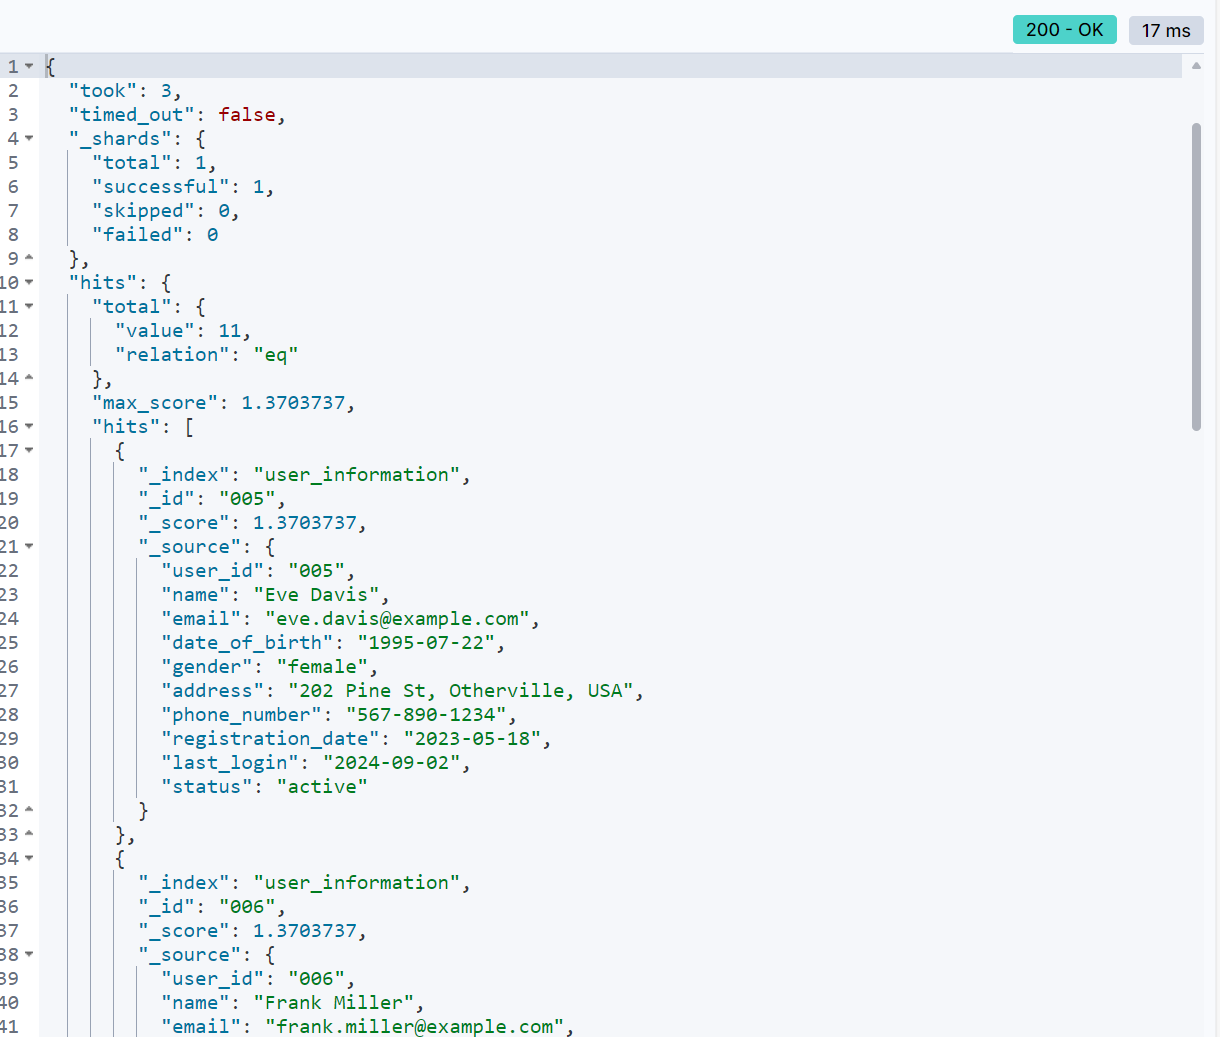 200 - OK 17 ms
1 {
2 "took": 3,
3 "timed_out": false,
4 "_shards": {
5 "total": 1,
6 "successful": 1,
7 "skipped": 0,
8 "failed": 0
9 },
10 "hits": {
11 "total": {
12 "value": 11,
13 "relation": "eq"
14 },
15 "max_score": 1.3703737,
16 "hits": [
17 {
18 "_index": "user_information",
19 "_id": "005",
20 "_score": 1.3703737,
21 "_source": {
22 "user_id": "005",
23 "name": "Eve Davis",
24 "email": "eve.davis@example.com",
25 "date_of_birth": "1995-07-22",
26 "gender": "female",
27 "address": "202 Pine St, Otherville, USA",
28 "phone_number": "567-890-1234",
29 "registration_date": "2023-05-18",
30 "last_login": "2024-09-02",
31 "status": "active"
32 }
33 },
34 {
35 "_index": "user_information",
36 "_id": "006",
37 "_score": 1.3703737,
38 "_source": {
39 "user_id": "006",
40 "name": "Frank Miller",
41 "email": "frank.miller@example.com",